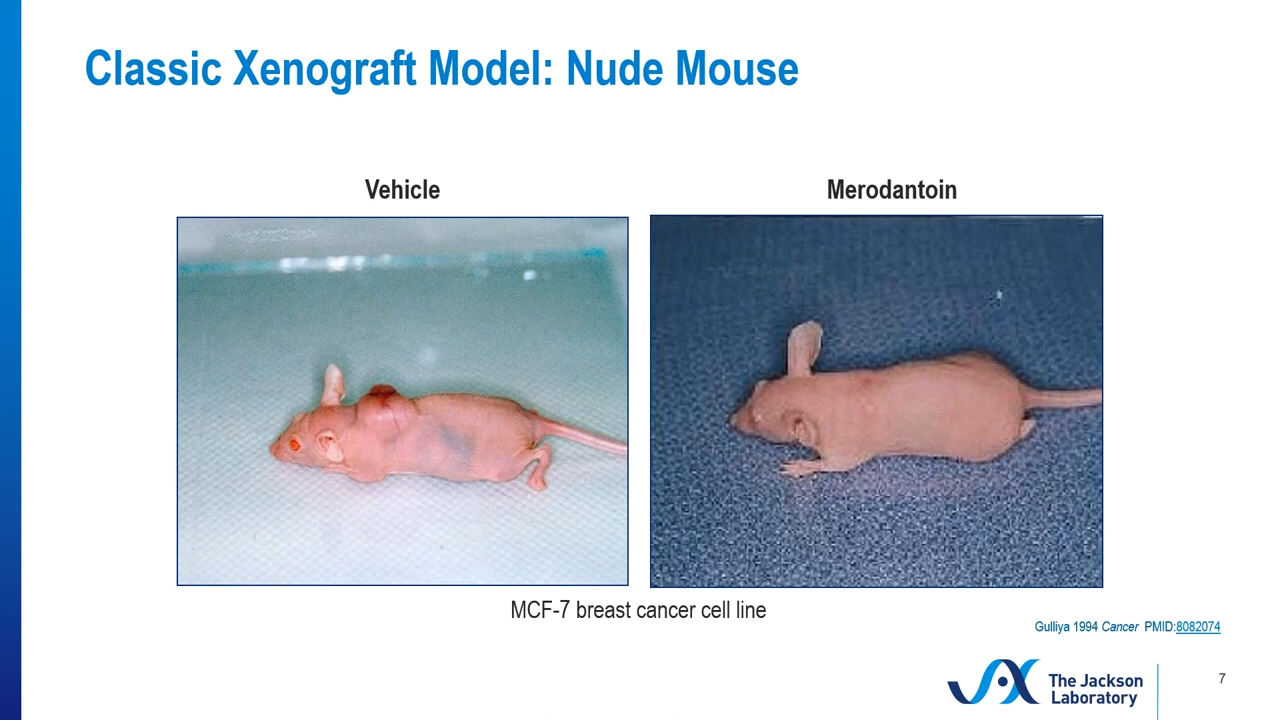 Classic Xenograft Model: Nude Mouse
Vehicle
Merodantoin
MCF-7 breast cancer cell line
Gulliya 1994 Cancer PMID:8082074
The Jackson
Laboratory
7